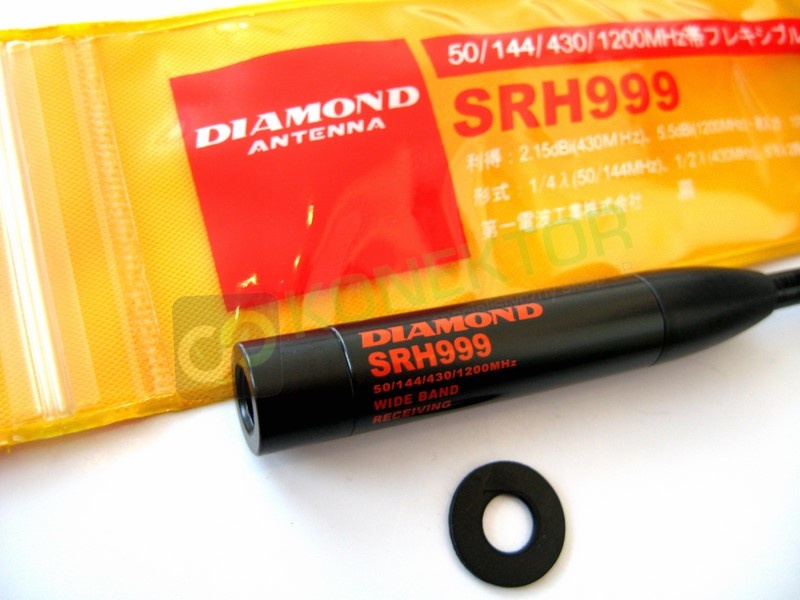 50/144/430/1200MHz帯フレキシブル
DIAMOND
ANTENNA
SRH999
利得：2.15dBi(430MHz)、5.5dBi(1200MHz)
形式：1/4λ(50/144MHz)、1/2λ(430MHz)
第一電波工業株式会社
KONEKTOR
DIAMOND
SRH999
50/144/430/1200MHz
WIDE BAND
RECEIVING